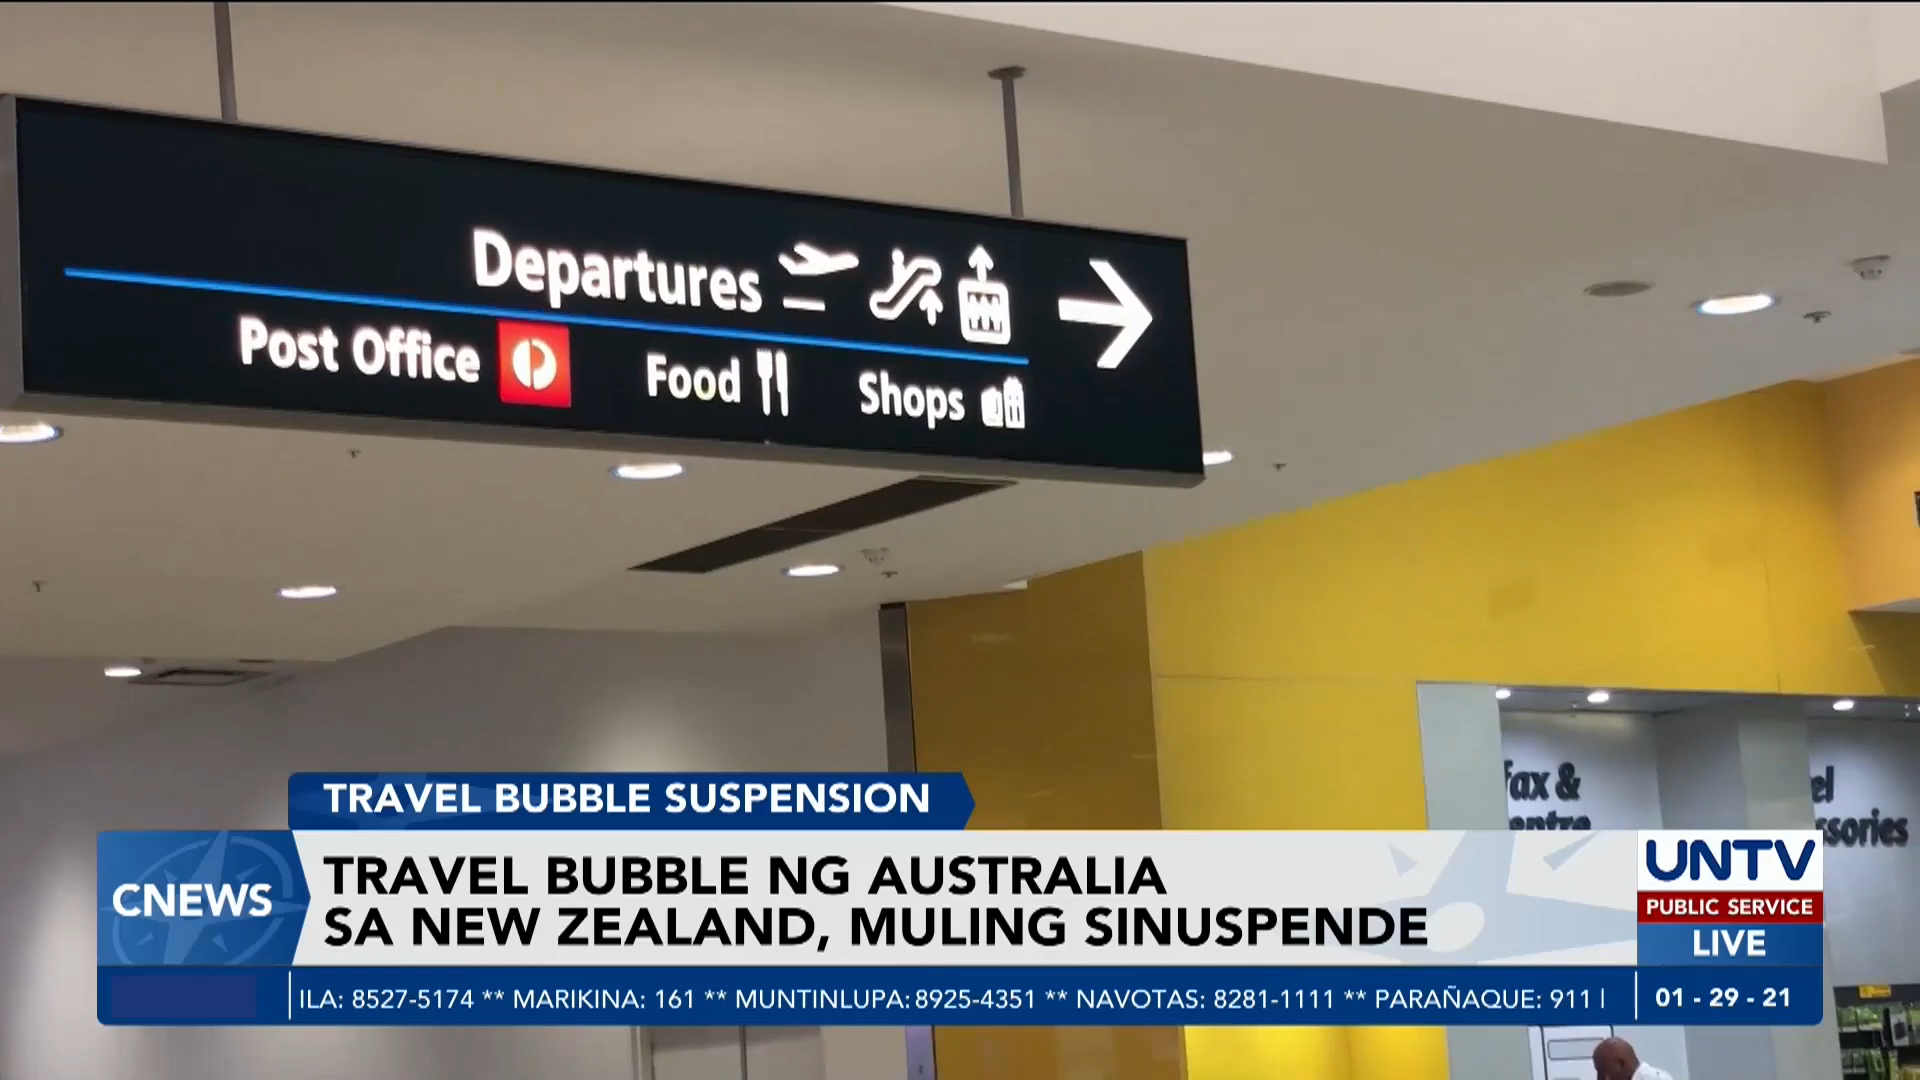 Departures
Post Office Food Shops
fax &
TRAVEL BUBBLE SUSPENSION
CNEWS
TRAVEL BUBBLE NG AUSTRALIA
SA NEW ZEALAND, MULING SINUSPENDE
UNTV
PUBLIC SERVICE
LIVE
ILA: 8527-5174 ** MARIKINA: 161 ** MUNTINLUPA: 8925-4351 ** NAVOTAS: 8281-1111 ** PARAÑAQUE: 911
01 - 29 - 21